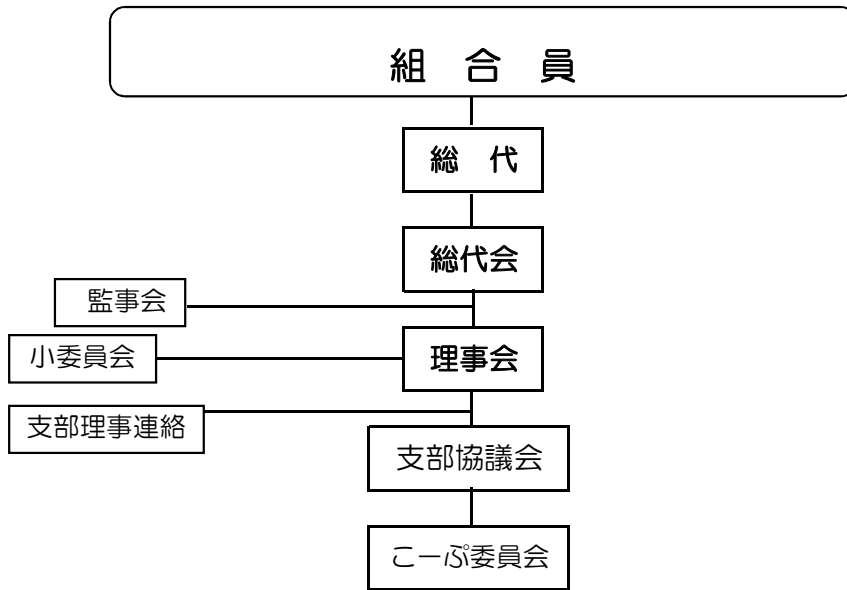 組　合　員
総　代
総代会
監事会
小委員会
理事会
支部理事連絡
支部協議会
こーぷ委員会